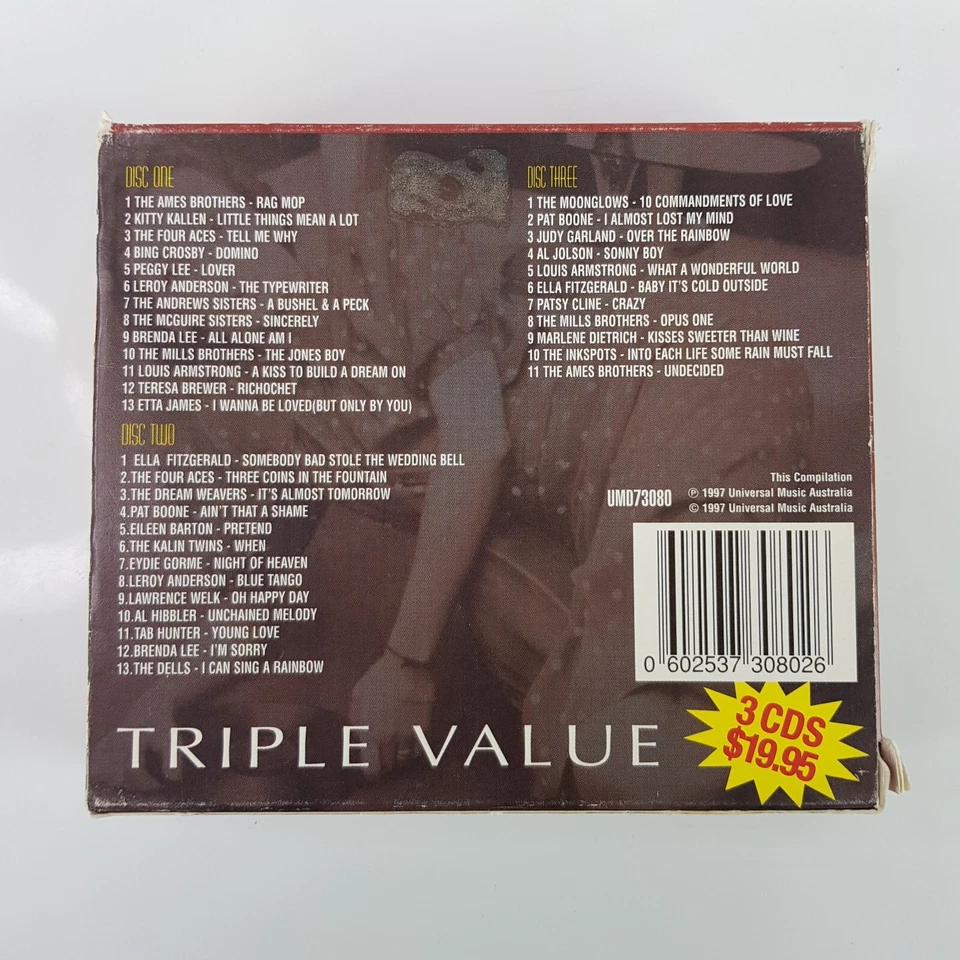 DISC ONE
1 THE AMES BROTHERS - RAG MOP
2 KITTY KALLEN - LITTLE THINGS MEAN A LOT
3 THE FOUR ACES - TELL ME WHY
4 BING CROSBY - DOMINO
5 PEGGY LEE - LOVER
6 LEROY ANDERSON - THE TYPEWRITER
7 THE ANDREWS SISTERS - A BUSHEL & A PECK
8 THE MCGUIRE SISTERS - SINCERELY
9 BRENDA LEE - ALL ALONE AM I
10 THE MILLS BROTHERS - THE JONES BOY
11 LOUIS ARMSTRONG - A KISS TO BUILD A DREAM ON
12 TERESA BREWER - RICHOCHET
13 ETTA JAMES - I WANNA BE LOVED(BUT ONLY BY YOU)
DISC TWO
1 ELLA FITZGERALD - SOMEBODY BAD STOLE THE WEDDING BELL
2.THE FOUR ACES - THREE COINS IN THE FOUNTAIN
3.THE DREAM WEAVERS - IT'S ALMOST TOMORROW
4.PAT BOONE - AIN'T THAT A SHAME
5.EILEEN BARTON - PRETEND
6.THE KALIN TWINS - WHEN
7.EYDIE GORME - NIGHT OF HEAVEN
8.LEROY ANDERSON - BLUE TANGO
9.LAWRENCE WELK - OH HAPPY DAY
10.AL HIBBLER - UNCHAINED MELODY
11.TAB HUNTER - YOUNG LOVE
12.BRENDA LEE - I'M SORRY
13.THE DELLS - I CAN SING A RAINBOW
DISC THREE
1 THE MOONGLOWS - 10 COMMANDMENTS OF LOVE
2 PAT BOONE - I ALMOST LOST MY MIND
3 JUDY GARLAND - OVER THE RAINBOW
4 AL JOLSON - SONNY BOY
5 LOUIS ARMSTRONG - WHAT A WONDERFUL WORLD
6 ELLA FITZGERALD - BABY IT'S COLD OUTSIDE
7 PATSY CLINE - CRAZY
8 THE MILLS BROTHERS - OPUS ONE
9 MARLENE DIETRICH - KISSES SWEETER THAN WINE
10 THE INKSPOTS - INTO EACH LIFE SOME RAIN MUST FALL
11 THE AMES BROTHERS - UNDECIDED
This Compilation
UMD73080 ℗ 1997 Universal Music Australia
© 1997 Universal Music Australia
0 602537 308026
TRIPLE VALUE
3 CDS
$19.95